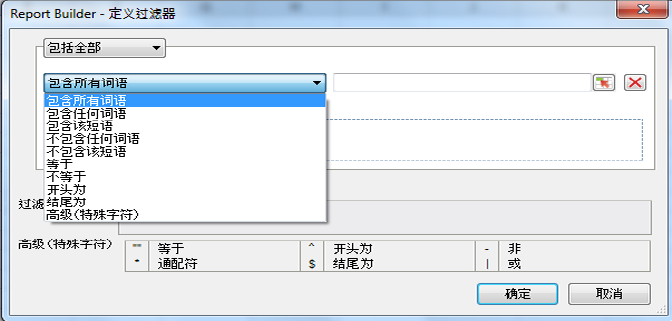 Report Builder - 定义过滤器
包括全部
包含所有词语
包含所有词语
包含任何词语
包含该短语
不包含任何词语
不包含该短语
等于
不等于
开头为
结尾为
高级(特殊字符)
过滤
高级(特殊字符) "" 等于 ^ 开头为 - 非
* 通配符 $ 结尾为 | 或
确定 取消